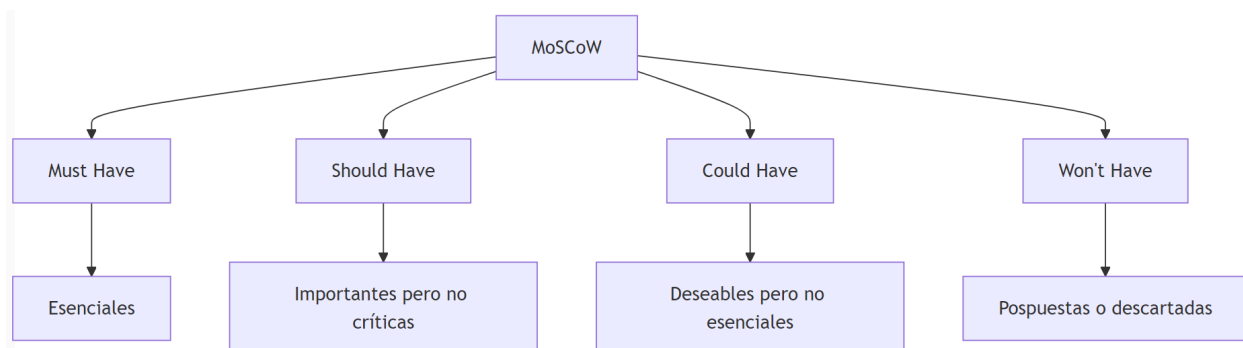 MoSCoW
Must Have
Should Have
Could Have
Won't Have
Esenciales
Importantes pero no
críticas
Deseables pero no
esenciales
Pospuestas o descartadas